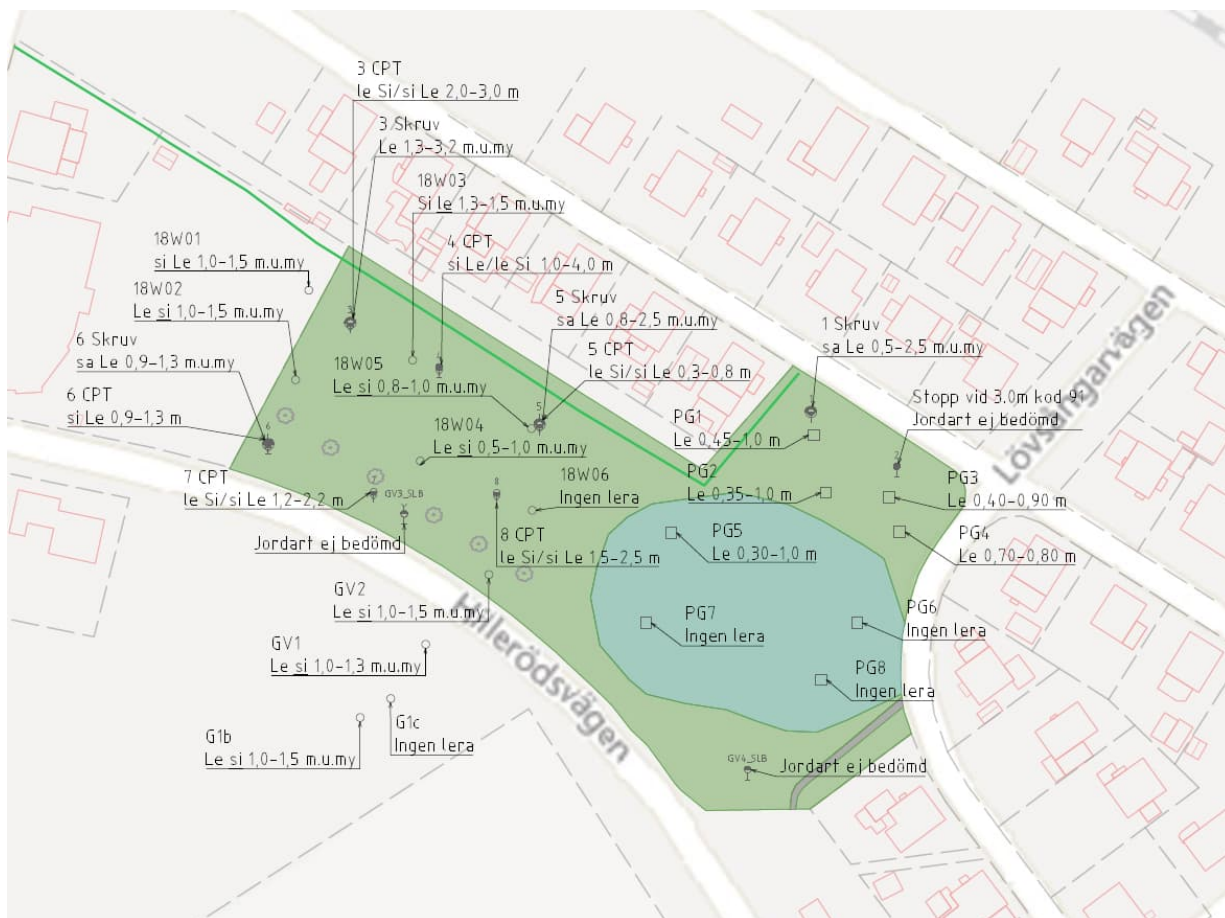 3 CPT
le Si/si Le 2,0-3,0 m
3 Skruv
Le 1,3-3,2 m.u.my
18W03
Si le 1,3-1,5 m.u.my
18W01
si Le 1,0-1,5 m.u.my
4 CPT
si Le/le Si 1,0-4,0 m
18W02
Le si 1,0-1,5 m.u.my
5 Skruv
sa Le 0,8-2,5 m.u.my
6 Skruv
sa Le 0,9-1,3 m.u.my
5 CPT
le Si/si Le 0,3-0,8 m
1 Skruv
sa Le 0,5-2,5 m.u.my
18W05
Le si 0,8-1,0 m.u.my
6 CPT
si Le 0,9-1,3 m
Stopp vid 3.0m kod 91
Jordart ej bedömd
Lövsångarvägen
PG1
Le 0,45-1,0 m
18W04
Le si 0,5-1,0 m.u.my
7 CPT
le Si/si Le 1,2-2,2 m
18W06
Ingen lera
PG2
Le 0,35-1,0 m
PG3
Le 0,40-0,90 m
3
4
5
6
7
8
1
2
GV3_SLB
Jordart ej bedömd
8 CPT
le Si/si Le 1,5-2,5 m
PG5
Le 0,30-1,0 m
PG4
Le 0,70-0,80 m
GV2
Le si 1,0-1,5 m.u.my
Hillerödsvägen
PG7
Ingen lera
PG6
Ingen lera
GV1
Le si 1,0-1,3 m.u.my
PG8
Ingen lera
G1b
Le si 1,0-1,5 m.u.my
G1c
Ingen lera
GV4_SLB
Jordart ej bedömd